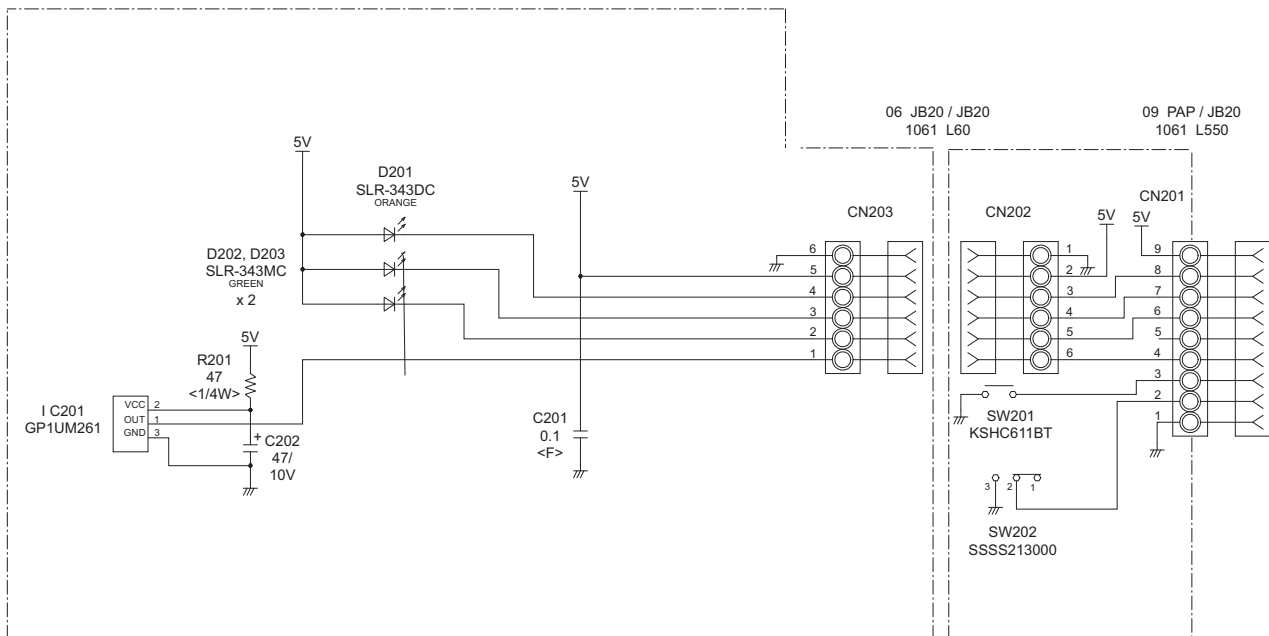 06 JB20 / JB20
1061 L60
09 PAP / JB20
1061 L550
5V
D201
SLR-343DC
ORANGE
D202, D203
SLR-343MC
GREEN
x 2
5V
R201
47
<1/4W>
I C201
GP1UM261
VCC 2
OUT 1
GND 3
+
C202
47/
10V
5V
C201
0.1
<F>
CN203
6
5
4
3
2
1
CN202
1
2
3
4
5
6
5V
5V
CN201
9
8
7
6
5
4
3
2
1
SW201
KSHC611BT
3 2 1
SW202
SSSS213000